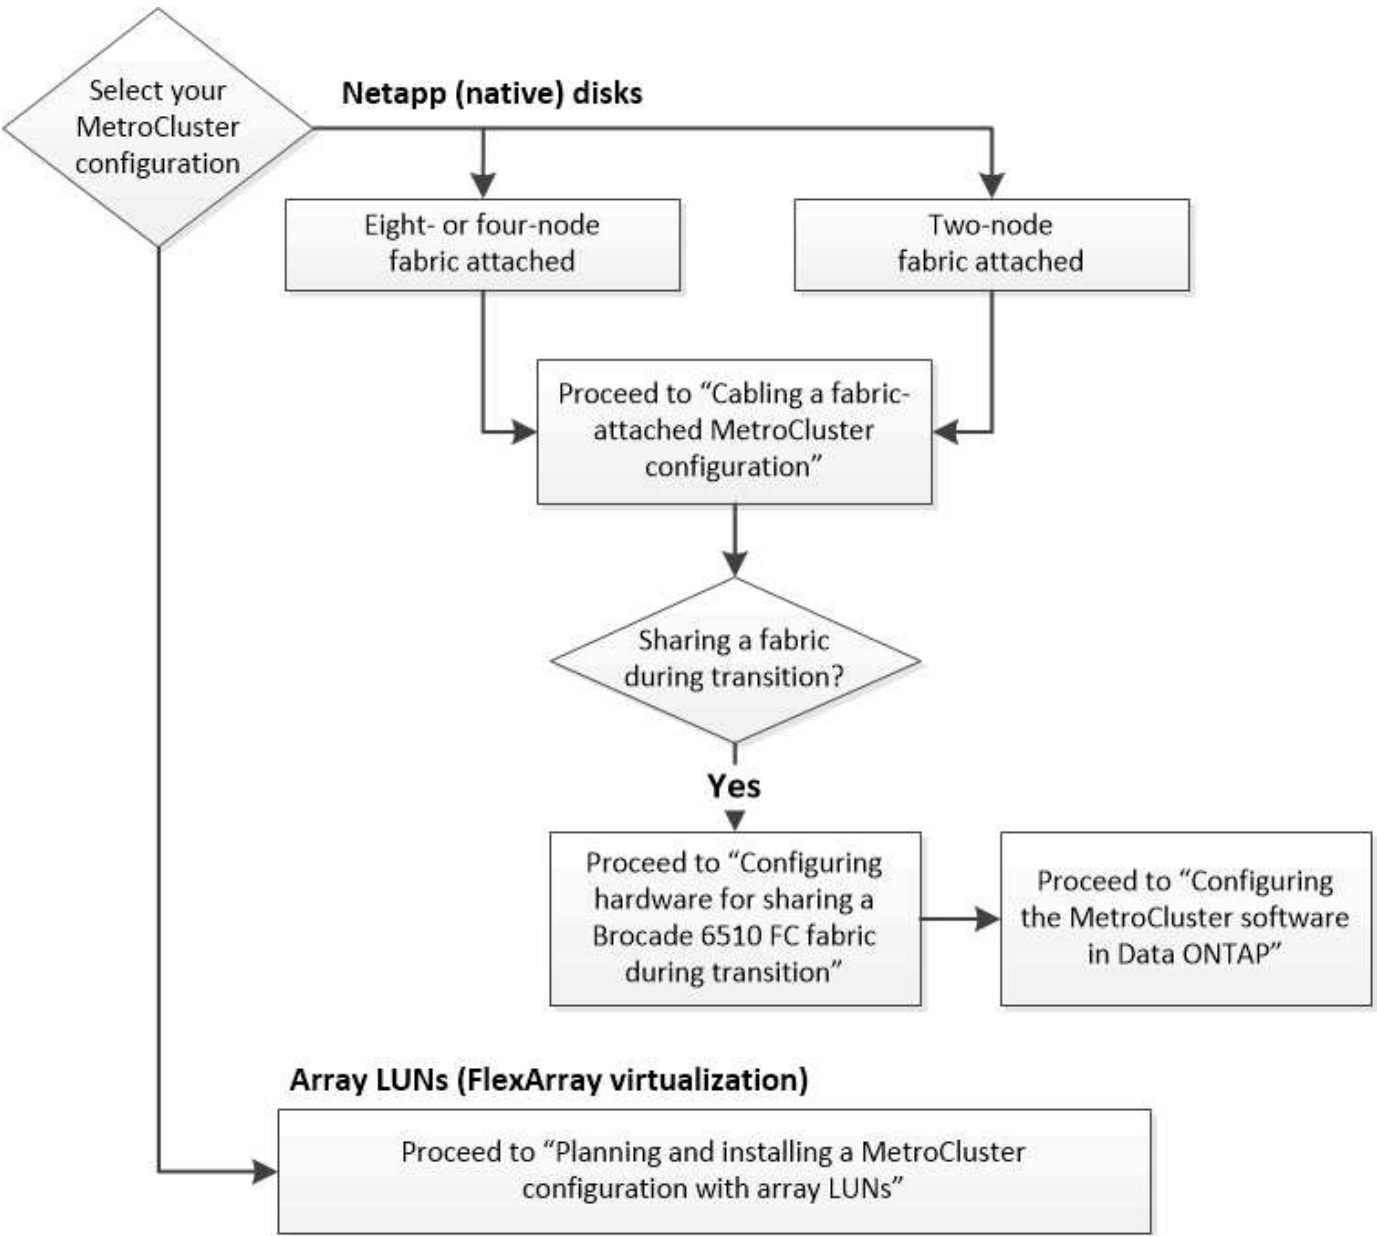 Select your
MetroCluster
configuration
Netapp (native) disks
Eight- or four-node
fabric attached
Two-node
fabric attached
Proceed to “Cabling a fabric-
attached MetroCluster
configuration”
Sharing a fabric
during transition?
Yes
Proceed to “Configuring
hardware for sharing a
Brocade 6510 FC fabric
during transition”
Proceed to “Configuring
the MetroCluster software
in Data ONTAP”
Array LUNs (FlexArray virtualization)
Proceed to “Planning and installing a MetroCluster
configuration with array LUNs”